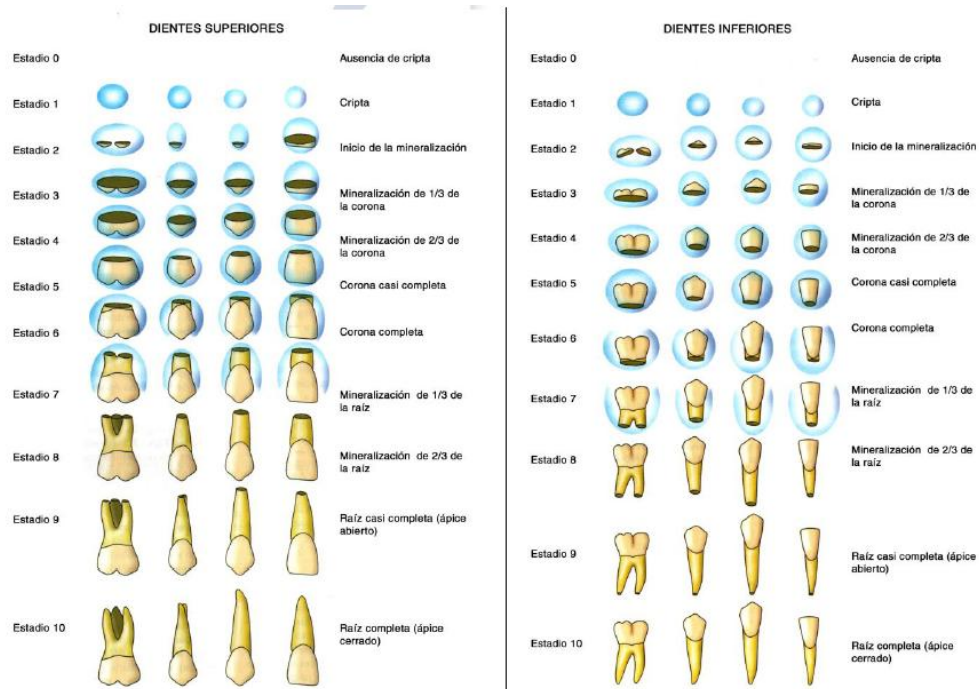 DIENTES SUPERIORES
Estadio 0
Ausencia de cripta
Estadio 1
Cripta
Estadio 2
Inicio de la mineralización
Estadio 3
Mineralización de 1/3 de
la corona
Estadio 4
Mineralización de 2/3 de
la corona
Estadio 5
Corona casi completa
Estadio 6
Corona completa
Estadio 7
Mineralización de 1/3 de
la raíz
Estadio 8
Mineralización de 2/3 de
la raíz
Estadio 9
Raíz casi completa (ápice
abierto)
Estadio 10
Raíz completa (ápice
cerrado)
DIENTES INFERIORES
Estadio 0
Ausencia de cripta
Estadio 1
Cripta
Estadio 2
Inicio de la mineralización
Estadio 3
Mineralización de 1/3 de
la corona
Estadio 4
Mineralización de 2/3 de
la corona
Estadio 5
Corona casi completa
Estadio 6
Corona completa
Estadio 7
Mineralización de 1/3 de
la raíz
Estadio 8
Mineralización de 2/3 de
la raíz
Estadio 9
Raíz casi completa (ápice
abierto)
Estadio 10
Raíz completa (ápice
cerrado)